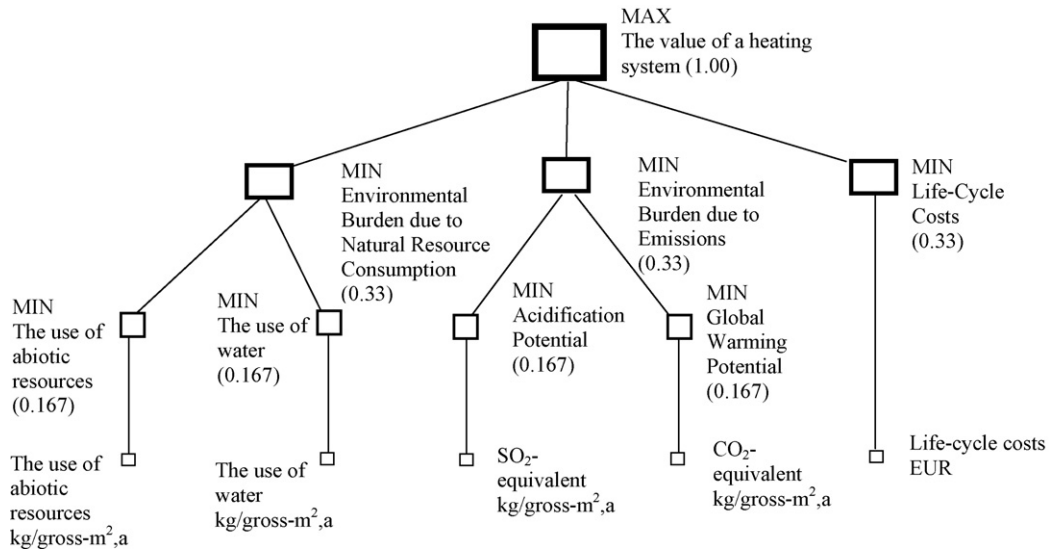 MAX
The value of a heating
system (1.00)
MIN
Environmental
Burden due to
Natural Resource
Consumption
(0.33)
MIN
Environmental
Burden due to
Emissions
(0.33)
MIN
Life-Cycle
Costs
(0.33)
MIN
The use of
abiotic
resources
(0.167)
MIN
The use of
water
(0.167)
MIN
Acidification
Potential
(0.167)
MIN
Global
Warming
Potential
(0.167)
The use of
abiotic
resources
kg/gross-m²,a
The use of
water
kg/gross-m²,a
SO₂-
equivalent
kg/gross-m²,a
CO₂-
equivalent
kg/gross-m²,a
Life-cycle costs
EUR